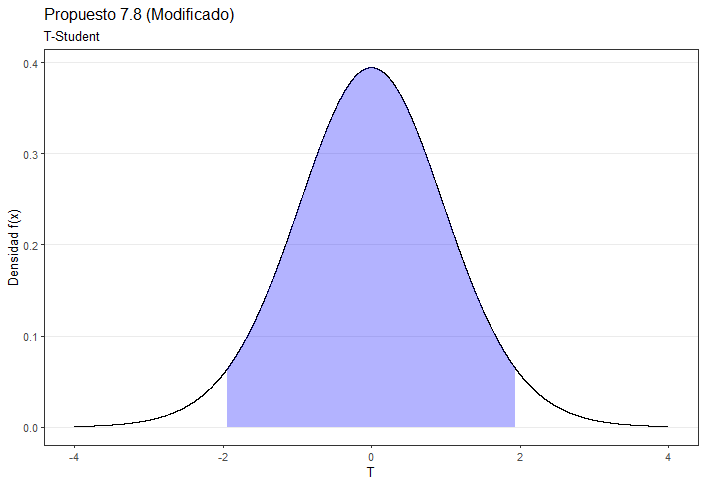 Propuesto 7.8 (Modificado)
T-Student
Densidad f(x)
0.4
0.3
0.2
0.1
0.0
-4
-2
0
2
4
T